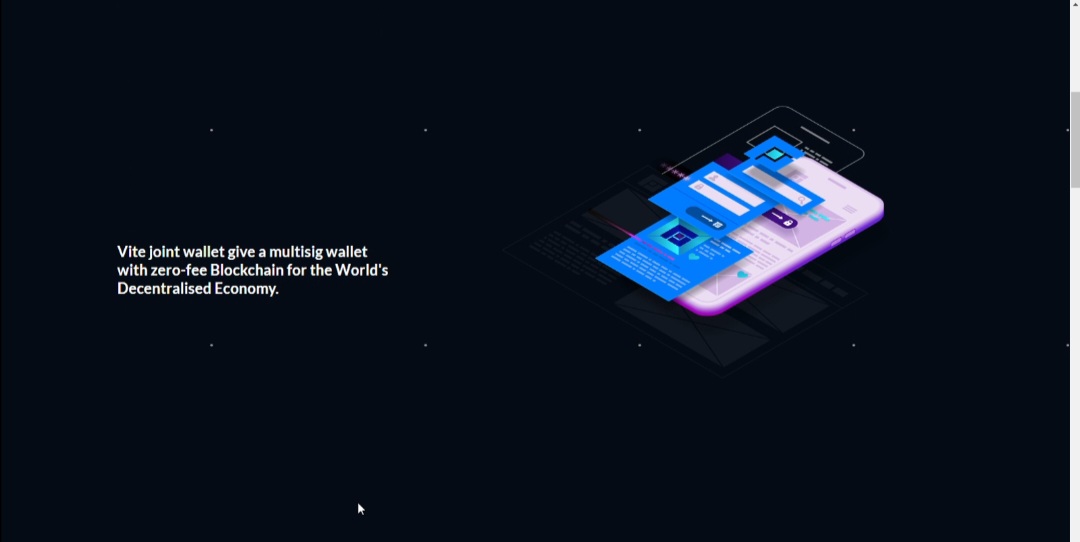 Vite joint wallet give a multisig wallet
with zero-fee Blockchain for the World's
Decentralised Economy.